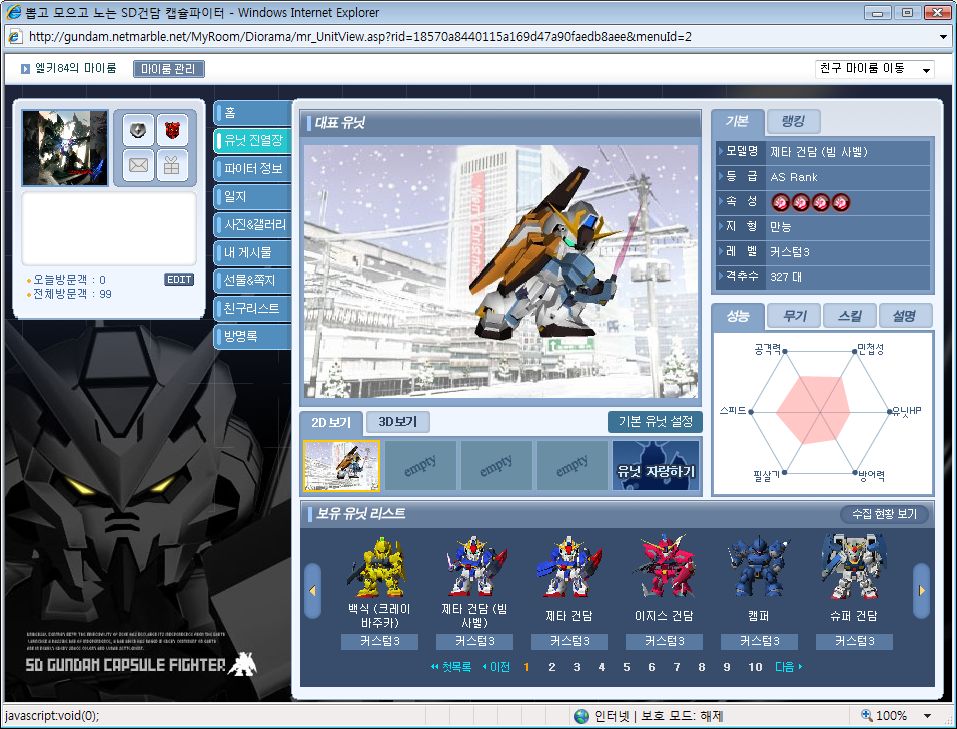 뽑고 모으고 노는 SD건담 캡슐파이터 - Windows Internet Explorer
http://gundam.netmarble.net/MyRoom/Diorama/mr_UnitView.asp?rid=18570a8440115a169d47a90faedb8aee&menuId=2
엘키84의 마이룸
마이룸 관리
친구 마이룸 이동
오늘방문객 : 0
전체방문객 : 99
EDIT
홈
유닛 진열장
파이터 정보
일지
사진&갤러리
내 게시물
선물&쪽지
친구리스트
방명록
대표 유닛
기본
랭킹
모델명 제타 건담 (빔 사벨)
등 급 AS Rank
속 성
지 형 만능
레 벨 커스텀3
격추수 327 대
성능
무기
스킬
설명
공격력
민첩성
스피드
유닛HP
필살기
방어력
2D 보기
3D보기
기본 유닛 설정
empty
empty
empty
유닛 자랑하기
보유 유닛 리스트
수집 현황 보기
백식 (크레이 바주카)
제타 건담 (빔 사벨)
제타 건담
이지스 건담
캠퍼
슈퍼 건담
커스텀3
커스텀3
커스텀3
커스텀3
커스텀3
커스텀3
첫목록 이전 1 2 3 4 5 6 7 8 9 10 다음
SD GUNDAM CAPSULE FIGHTER
javascript:void(0);
인터넷 | 보호 모드: 해제
100%